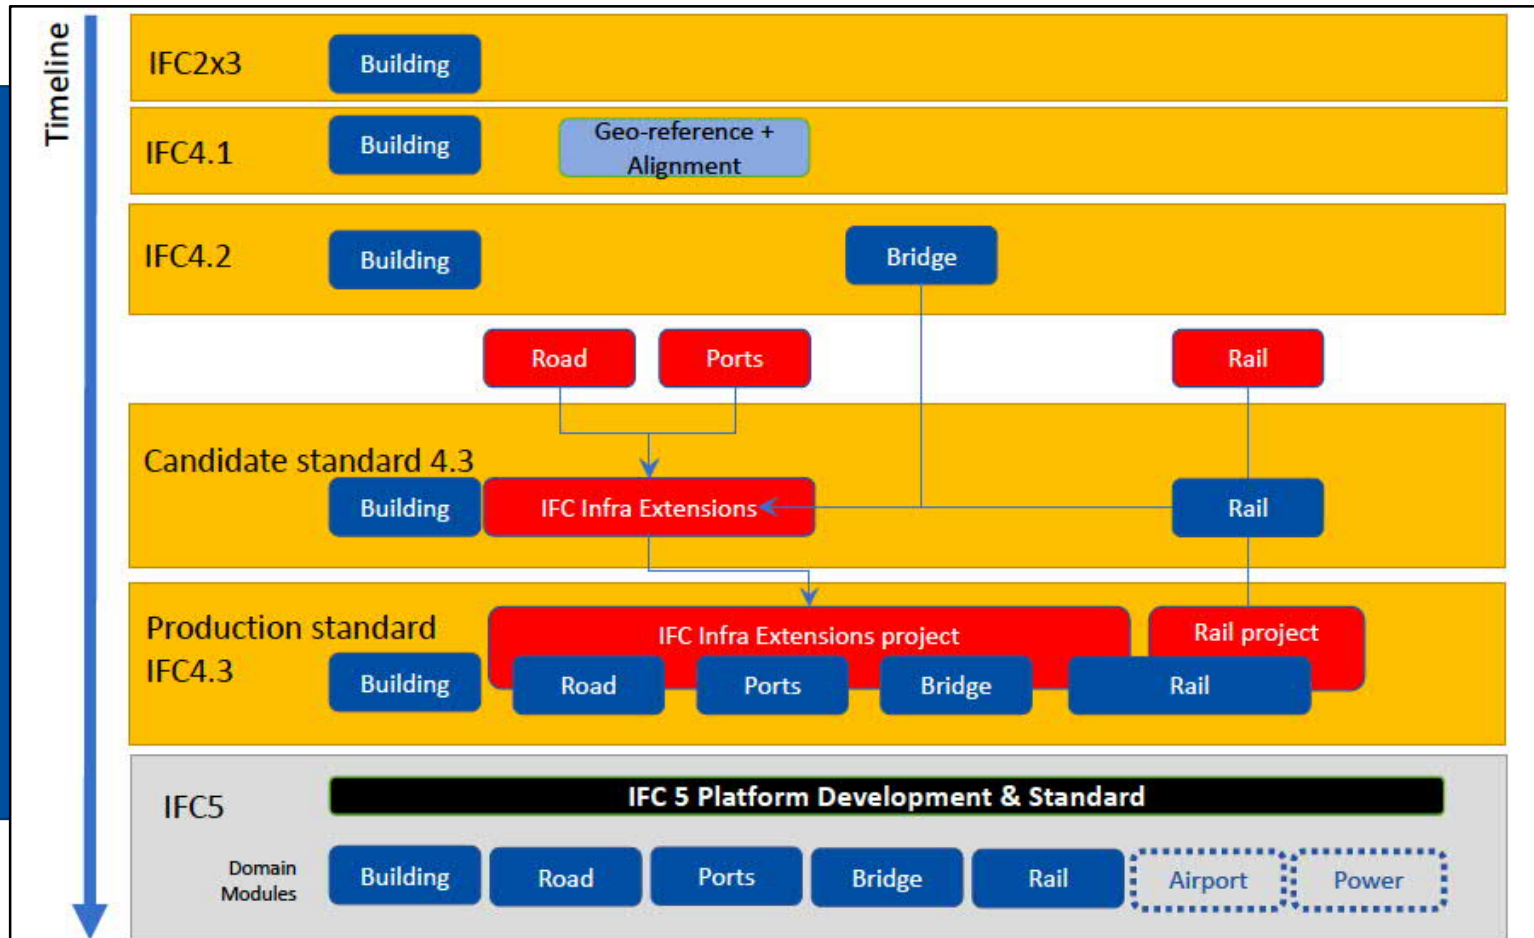 Timeline
IFC2x3
Building
IFC4.1
Building
Geo-reference +
Alignment
IFC4.2
Building
Bridge
Road
Ports
Rail
Candidate standard 4.3
Building
IFC Infra Extensions
Rail
Production standard
IFC4.3
IFC Infra Extensions project
Rail project
Building
Road
Ports
Bridge
Rail
IFC5
IFC 5 Platform Development & Standard
Domain
Modules
Building
Road
Ports
Bridge
Rail
Airport
Power